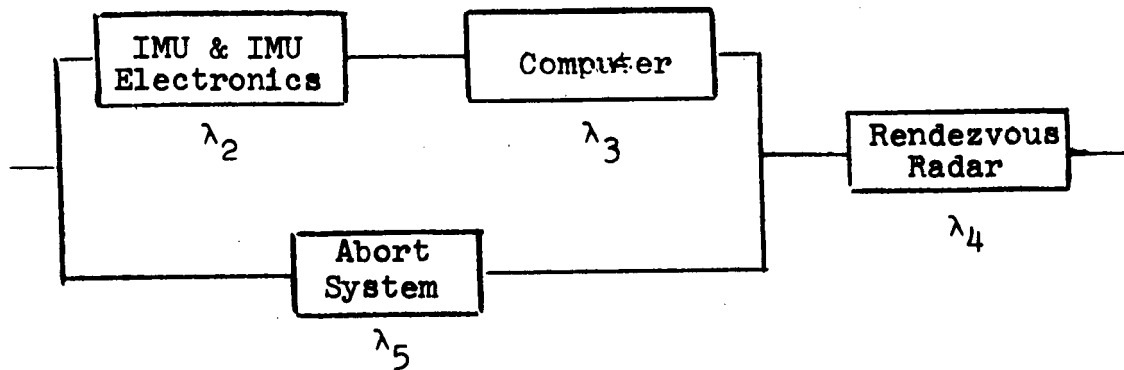 IMU & IMU
Electronics
λ2
Computer
λ3
Rendezvous
Radar
λ4
Abort
System
λ5